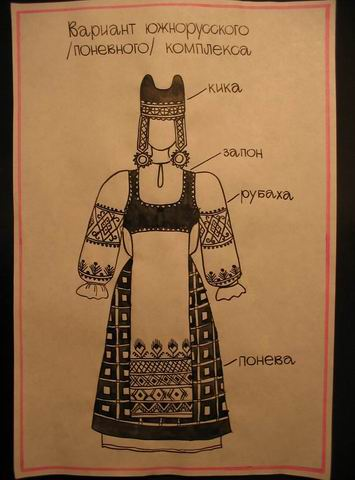 Вариант южнорусского
/поневного/ комплекса
кика
запон
рубаха
понева